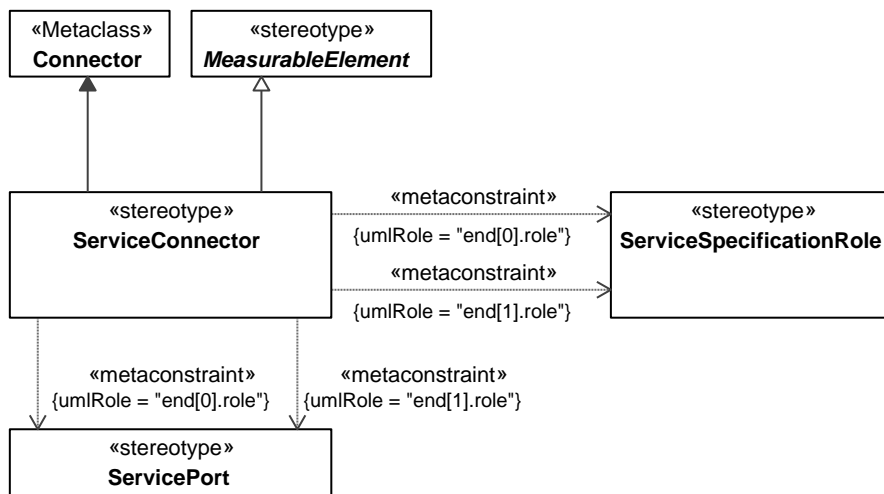 «Metaclass»
Connector
«stereotype»
MeasurableElement
«stereotype»
ServiceConnector
«metaconstraint»
{umlRole = "end[0].role"}
«metaconstraint»
{umlRole = "end[1].role"}
«stereotype»
ServiceSpecificationRole
«metaconstraint»
{umlRole = "end[0].role"}
«metaconstraint»
{umlRole = "end[1].role"}
«stereotype»
ServicePort